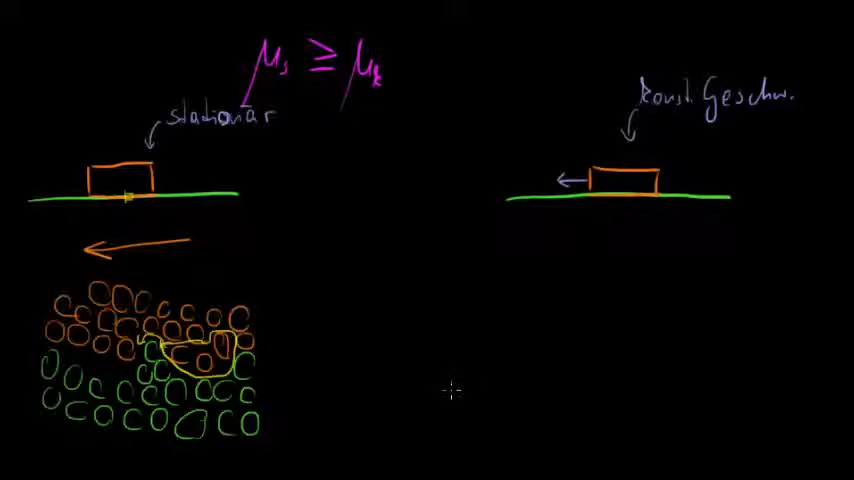 μs ≥ μk
stationär
konst. Geschw.